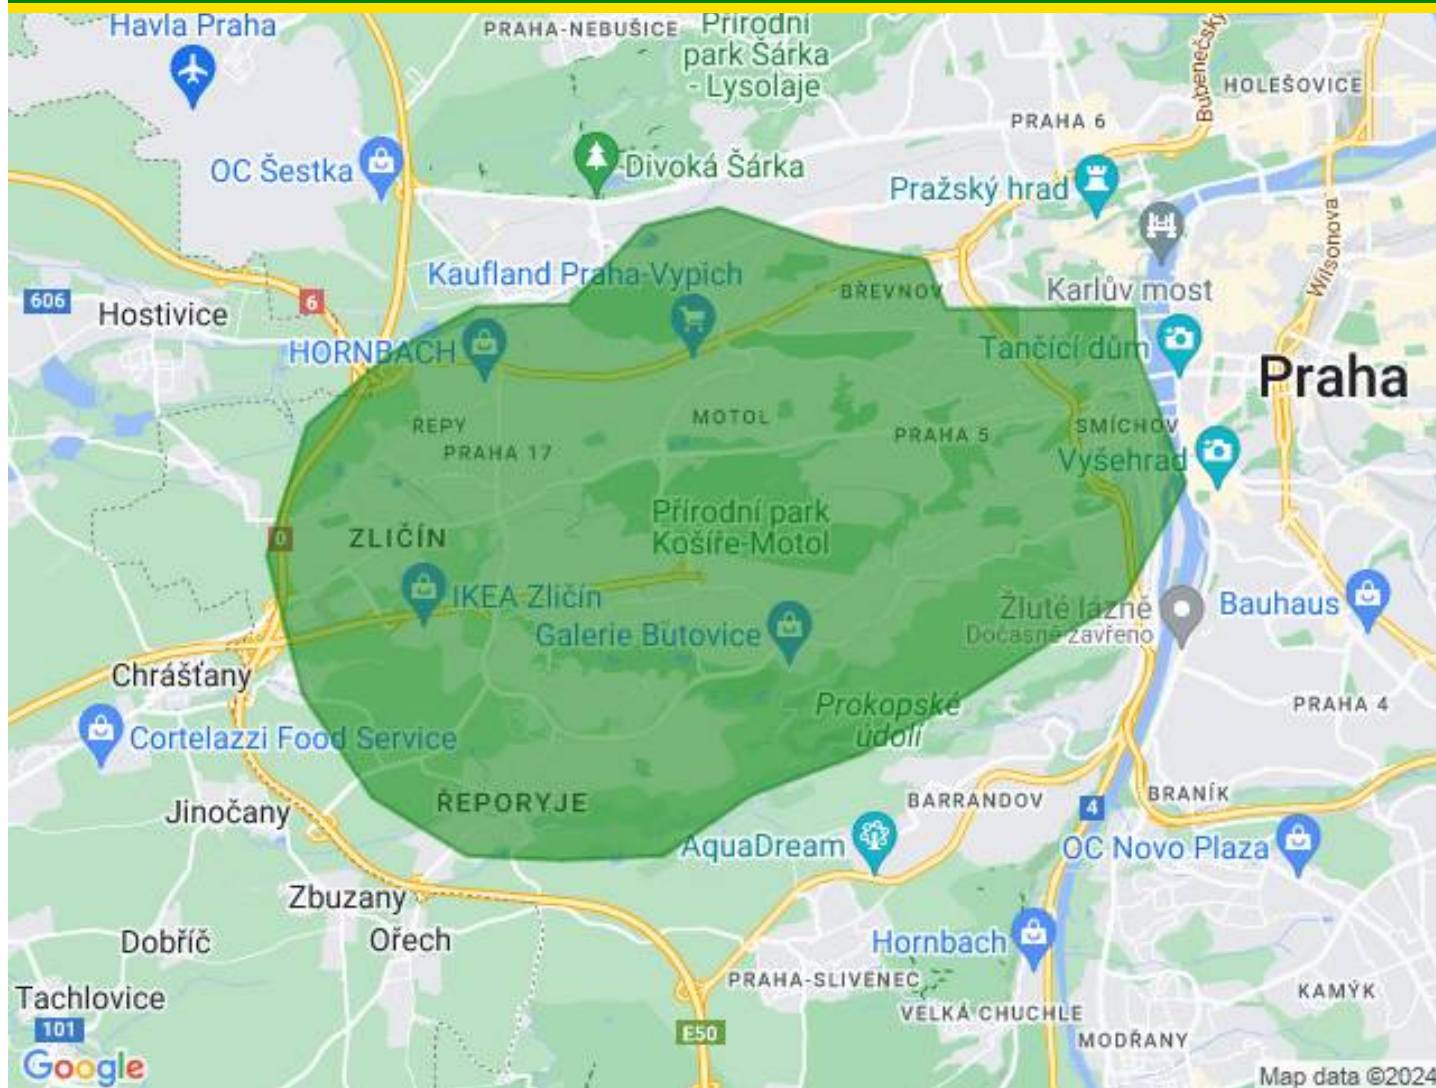 Havla Praha
PRAHA-NEBUŠICE
Přírodní
park Šárka
- Lysolaje
Bubenečský
HOLEŠOVICE
PRAHA 6
OC Šestka
Divoká Šárka
Pražský hrad
Wilsonova
Kaufland Praha-Vypich
BŘEVNOV
Karlův most
606
6
Hostivice
HORNBACH
Tančící dům
Praha
ŘEPY
MOTOL
PRAHA 17
PRAHA 5
SMÍCHOV
Vyšehrad
Přírodní park
Košíře-Motol
0
ZLIČÍN
IKEA Zličín
Žluté lázně
Dočasně zavřeno
Bauhaus
Galerie Butovice
Chrášťany
Prokopské
údolí
PRAHA 4
Cortelazzi Food Service
Jinočany
ŘEPORYJE
BARRANDOV
4
BRANÍK
AquaDream
OC Novo Plaza
Zbuzany
Dobříč
Ořech
Hornbach
PRAHA-SLIVENEC
Tachlovice
101
VELKÁ CHUCHLE
KAMÝK
E50
MODŘANY
Google
Map data ©2024